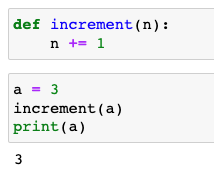 def increment(n):
    n += 1
a = 3
increment(a)
print(a)
3